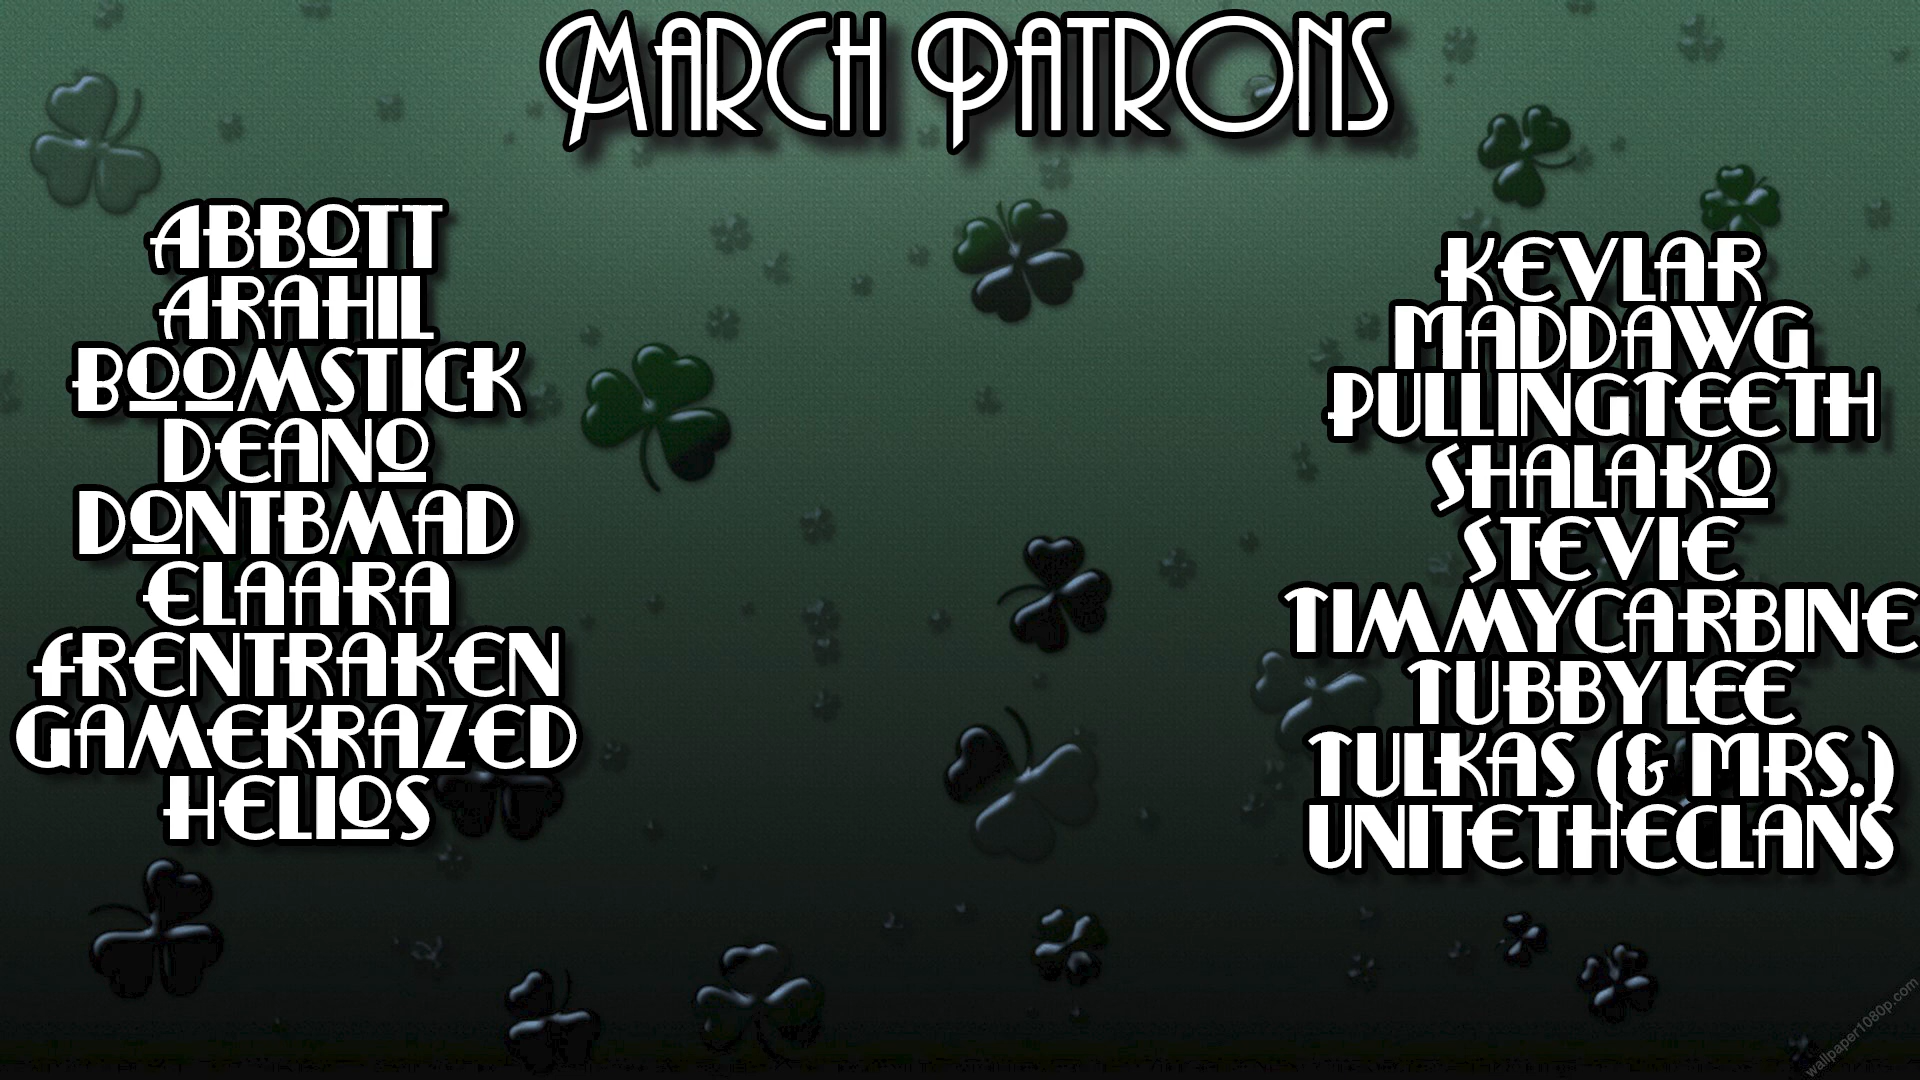 MARCH PATRONS
ABBOTT
ARAHIL
BOOMSTICK
DEANO
DONTBMAD
ELAARA
FRENTRAKEN
GAMEKRAZED
HELIOS
KEVLAR
MADDAWG
PULLINGTEETH
SHALAKO
STEVIE
TIMMYCARBINE
TUBBYLEE
TULKAS (& MRS.)
UNITETHECLANS
wallpaper1080p.com